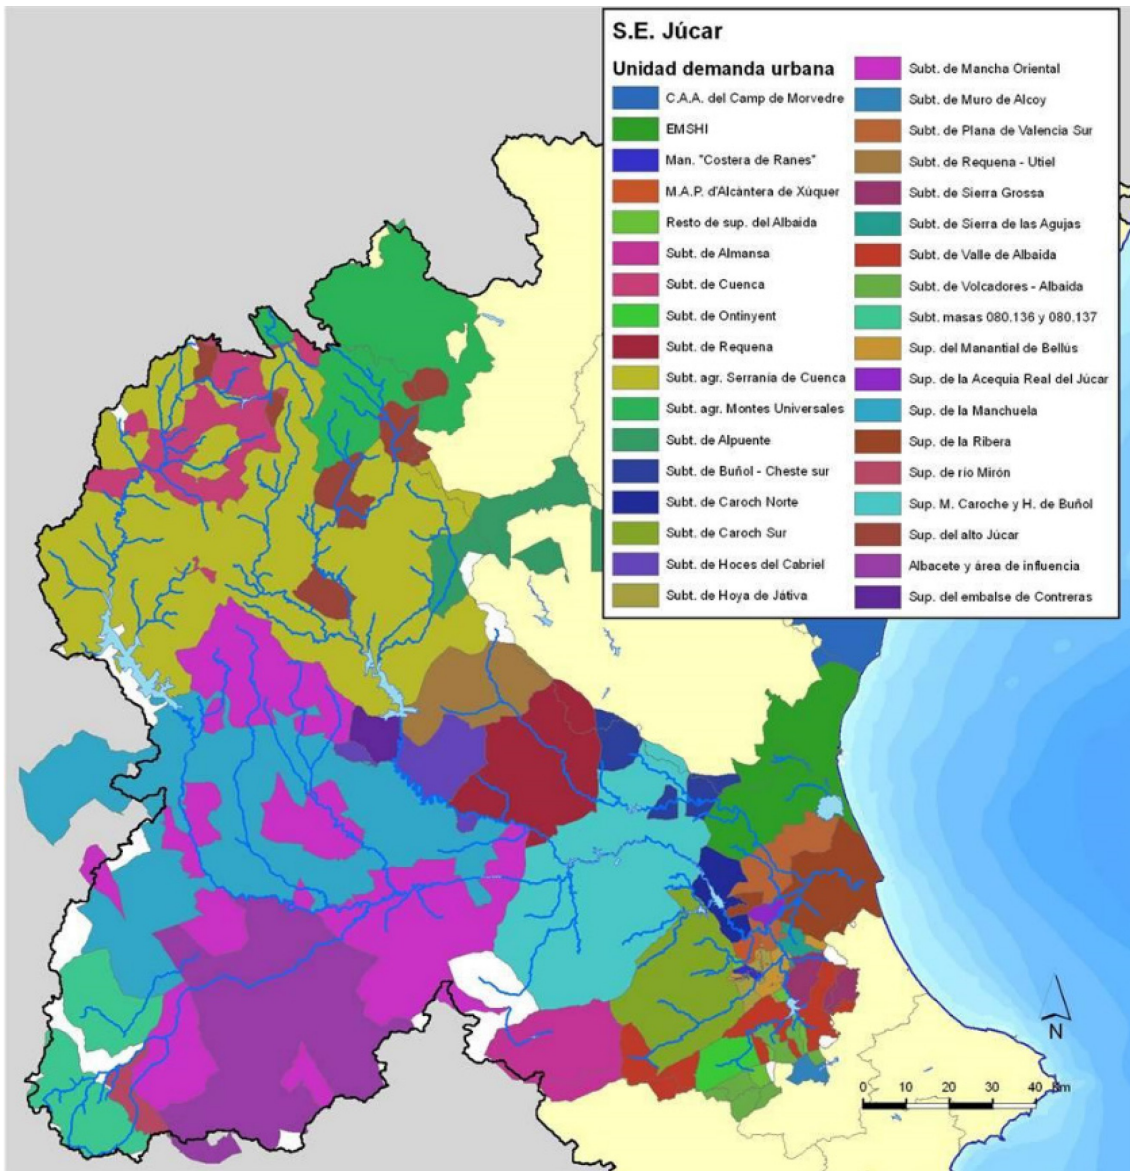 S.E. Júcar
Unidad demanda urbana
C.A.A. del Camp de Morvedre
EMSHI
Man. "Costera de Ranes"
M.A.P. d'Alcàntera de Xúquer
Resto de sup. del Albaida
Subt. de Almansa
Subt. de Cuenca
Subt. de Ontinyent
Subt. de Requena
Subt. agr. Serranía de Cuenca
Subt. agr. Montes Universales
Subt. de Alpuente
Subt. de Buñol - Cheste sur
Subt. de Caroch Norte
Subt. de Caroch Sur
Subt. de Hoces del Cabriel
Subt. de Hoya de Játiva
Subt. de Mancha Oriental
Subt. de Muro de Alcoy
Subt. de Plana de Valencia Sur
Subt. de Requena - Utiel
Subt. de Sierra Grossa
Subt. de Sierra de las Agujas
Subt. de Valle de Albaida
Subt. de Volcadores - Albaida
Subt. masas 080.136 y 080.137
Sup. del Manantial de Bellús
Sup. de la Acequia Real del Júcar
Sup. de la Manchuela
Sup. de la Ribera
Sup. de río Mirón
Sup. M. Caroche y H. de Buñol
Sup. del alto Júcar
Albacete y área de influencia
Sup. del embalse de Contreras
N
0 10 20 30 40 Km